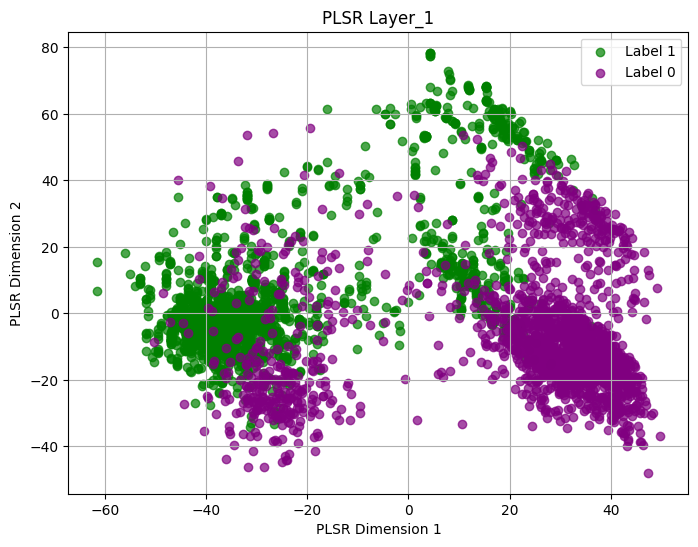 PLSR Layer_1
Label 1
Label 0
PLSR Dimension 2
80
60
40
20
0
−20
−40
−60
−40
−20
0
20
40
PLSR Dimension 1